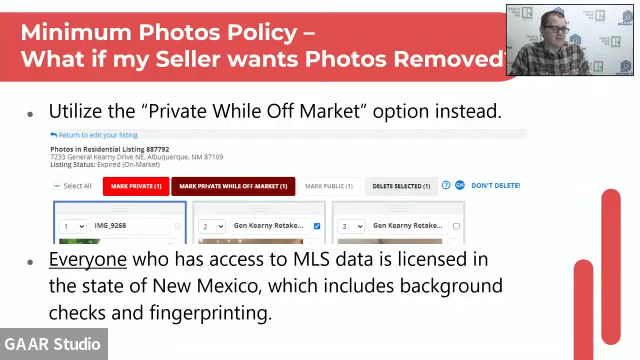 Minimum Photos Policy –
What if my Seller wants Photos Removed?
• Utilize the “Private While Off Market” option instead.
Return to edit your listing
Photos in Residential Listing 887792
7233 General Kearny Drive NE, Albuquerque, NM 87109
Listing Status: Expired (On-Market)
Select All MARK PRIVATE (1) MARK PRIVATE WHILE OFF-MARKET (1) MARK PUBLIC (1) DELETE SELECTED (1) DON'T DELETE!
1 IMG_9268 2 Gen Kearny Retake... 3 Gen Kearny Retake...
• Everyone who has access to MLS data is licensed in
the state of New Mexico, which includes background
checks and fingerprinting.
GAAR Studio